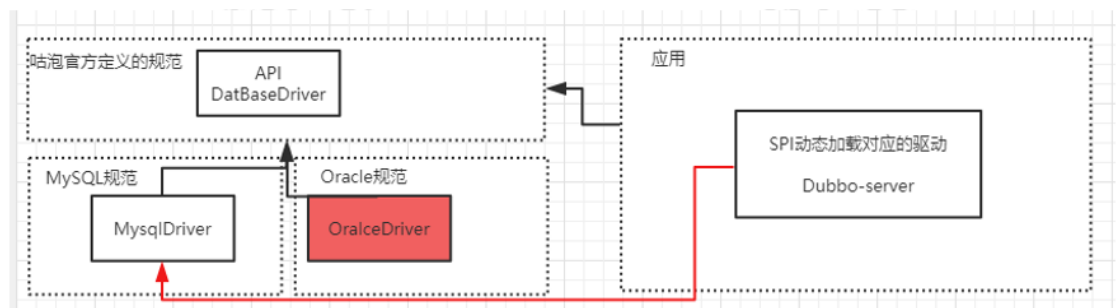 咕泡官方定义的规范
API
DatBaseDriver
应用
SPI动态加载对应的驱动
Dubbo-server
MySQL规范
MysqlDriver
Oracle规范
OralceDriver